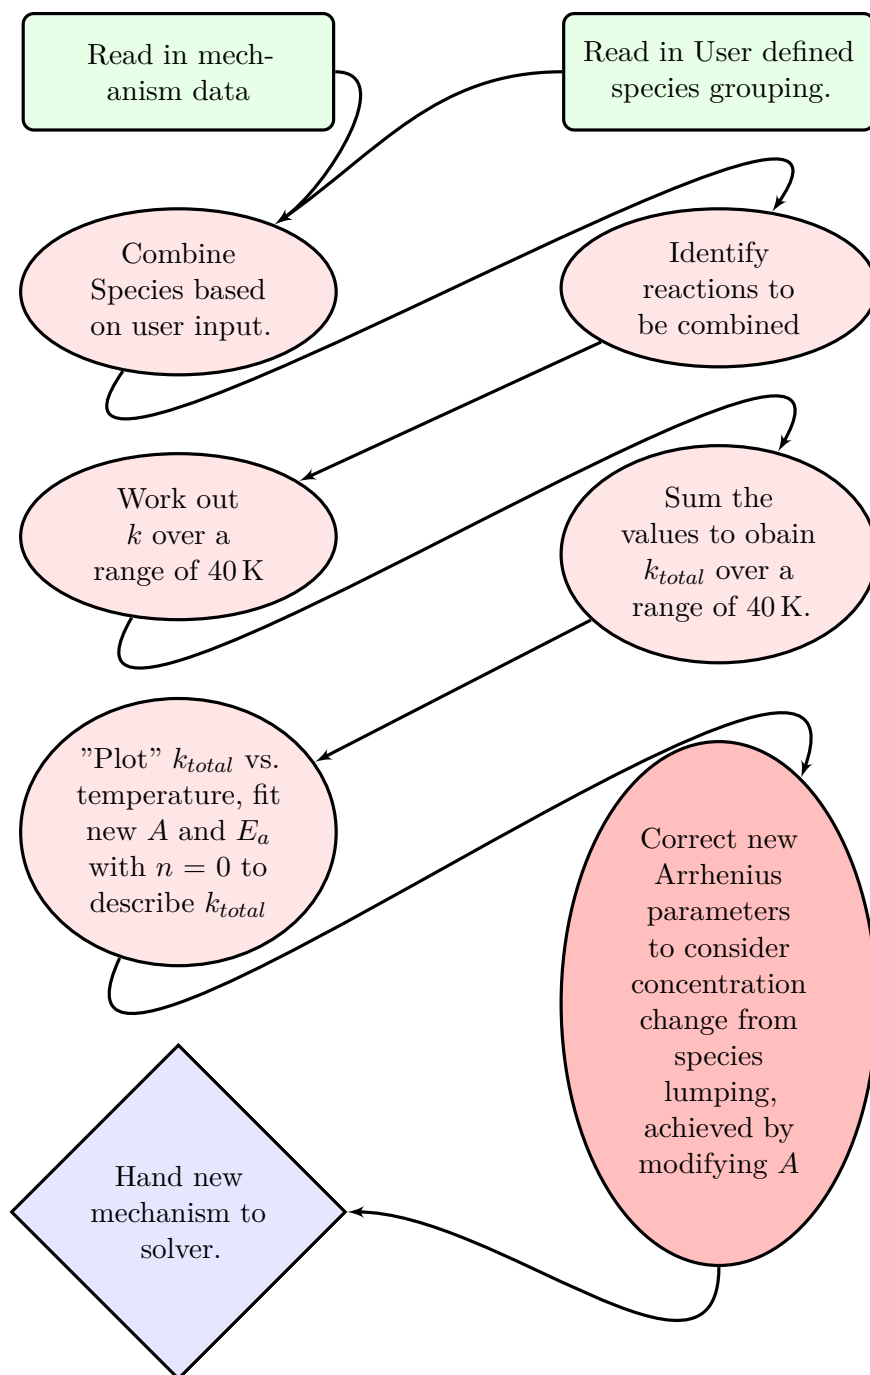 Read in mech-
anism data
Read in User defined
species grouping.
Combine
Species based
on user input.
Identify
reactions to
be combined
Work out
k over a
range of 40 K
Sum the
values to obain
k_total over a
range of 40 K.
”Plot” k_total vs.
temperature, fit
new A and E_a
with n = 0 to
describe k_total
Correct new
Arrhenius
parameters
to consider
concentration
change from
species
lumping,
achieved by
modifying A
Hand new
mechanism to
solver.